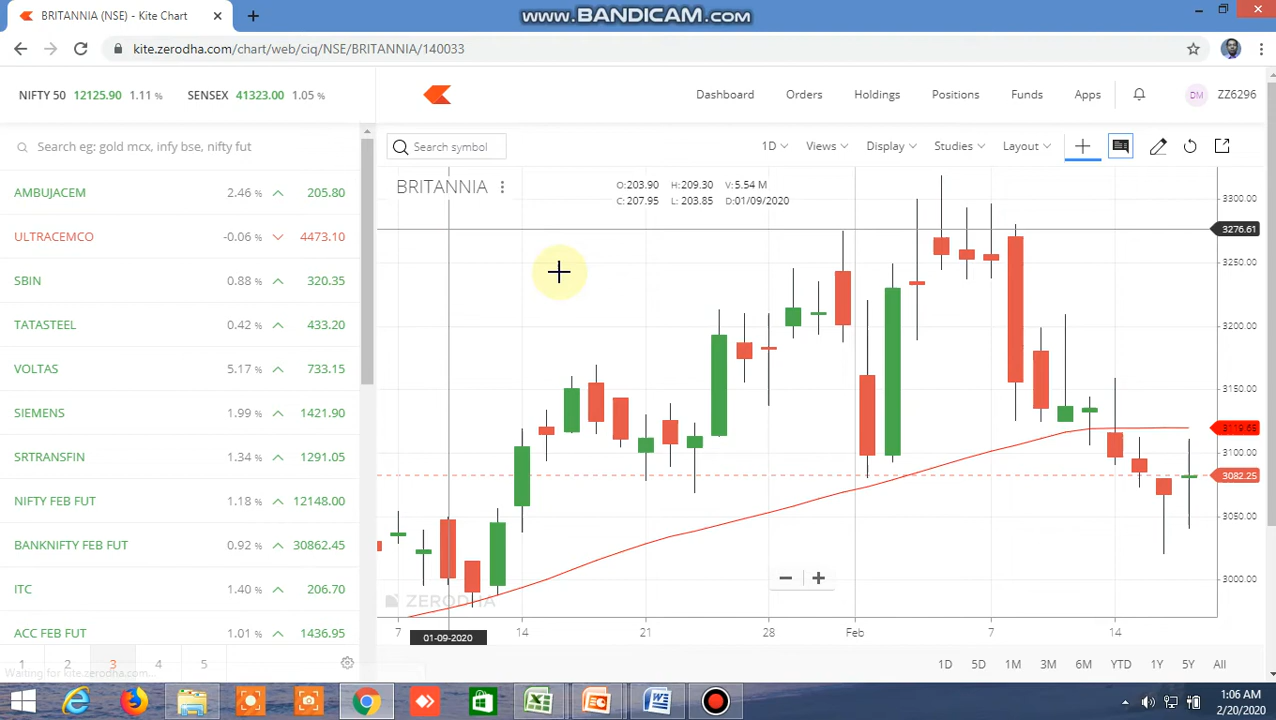 BRITANNIA (NSE) - Kite Chart
www.BANDICAM.com
kite.zerodha.com/chart/web/ciq/NSE/BRITANNIA/140033
NIFTY 50 12125.90 1.11 % SENSEX 41323.00 1.05 %
Dashboard Orders Holdings Positions Funds Apps DM ZZ6296
Search eg: gold mcx, infy bse, nifty fut
Search symbol 1D Views Display Studies Layout
AMBUJACEM 2.46 % 205.80
ULTRACEMCO -0.06 % 4473.10
SBIN 0.88 % 320.35
TATASTEEL 0.42 % 433.20
VOLTAS 5.17 % 733.15
SIEMENS 1.99 % 1421.90
SRTRANSFIN 1.34 % 1291.05
NIFTY FEB FUT 1.18 % 12148.00
BANKNIFTY FEB FUT 0.92 % 30862.45
ITC 1.40 % 206.70
ACC FEB FUT 1.01 % 1436.95
1 2 3 4 5
Waiting for kite.zerodha.com...
BRITANNIA
O: 203.90 H: 209.30 V: 5.54 M
C: 207.95 L: 203.85 D: 01/09/2020
3300.00
3276.61
3250.00
3200.00
3150.00
3119.68
3100.00
3082.25
3050.00
3000.00
ZERODHA
7 14 21 28 Feb 7 14
01-09-2020
1D 5D 1M 3M 6M YTD 1Y 5Y All
1:06 AM
2/20/2020